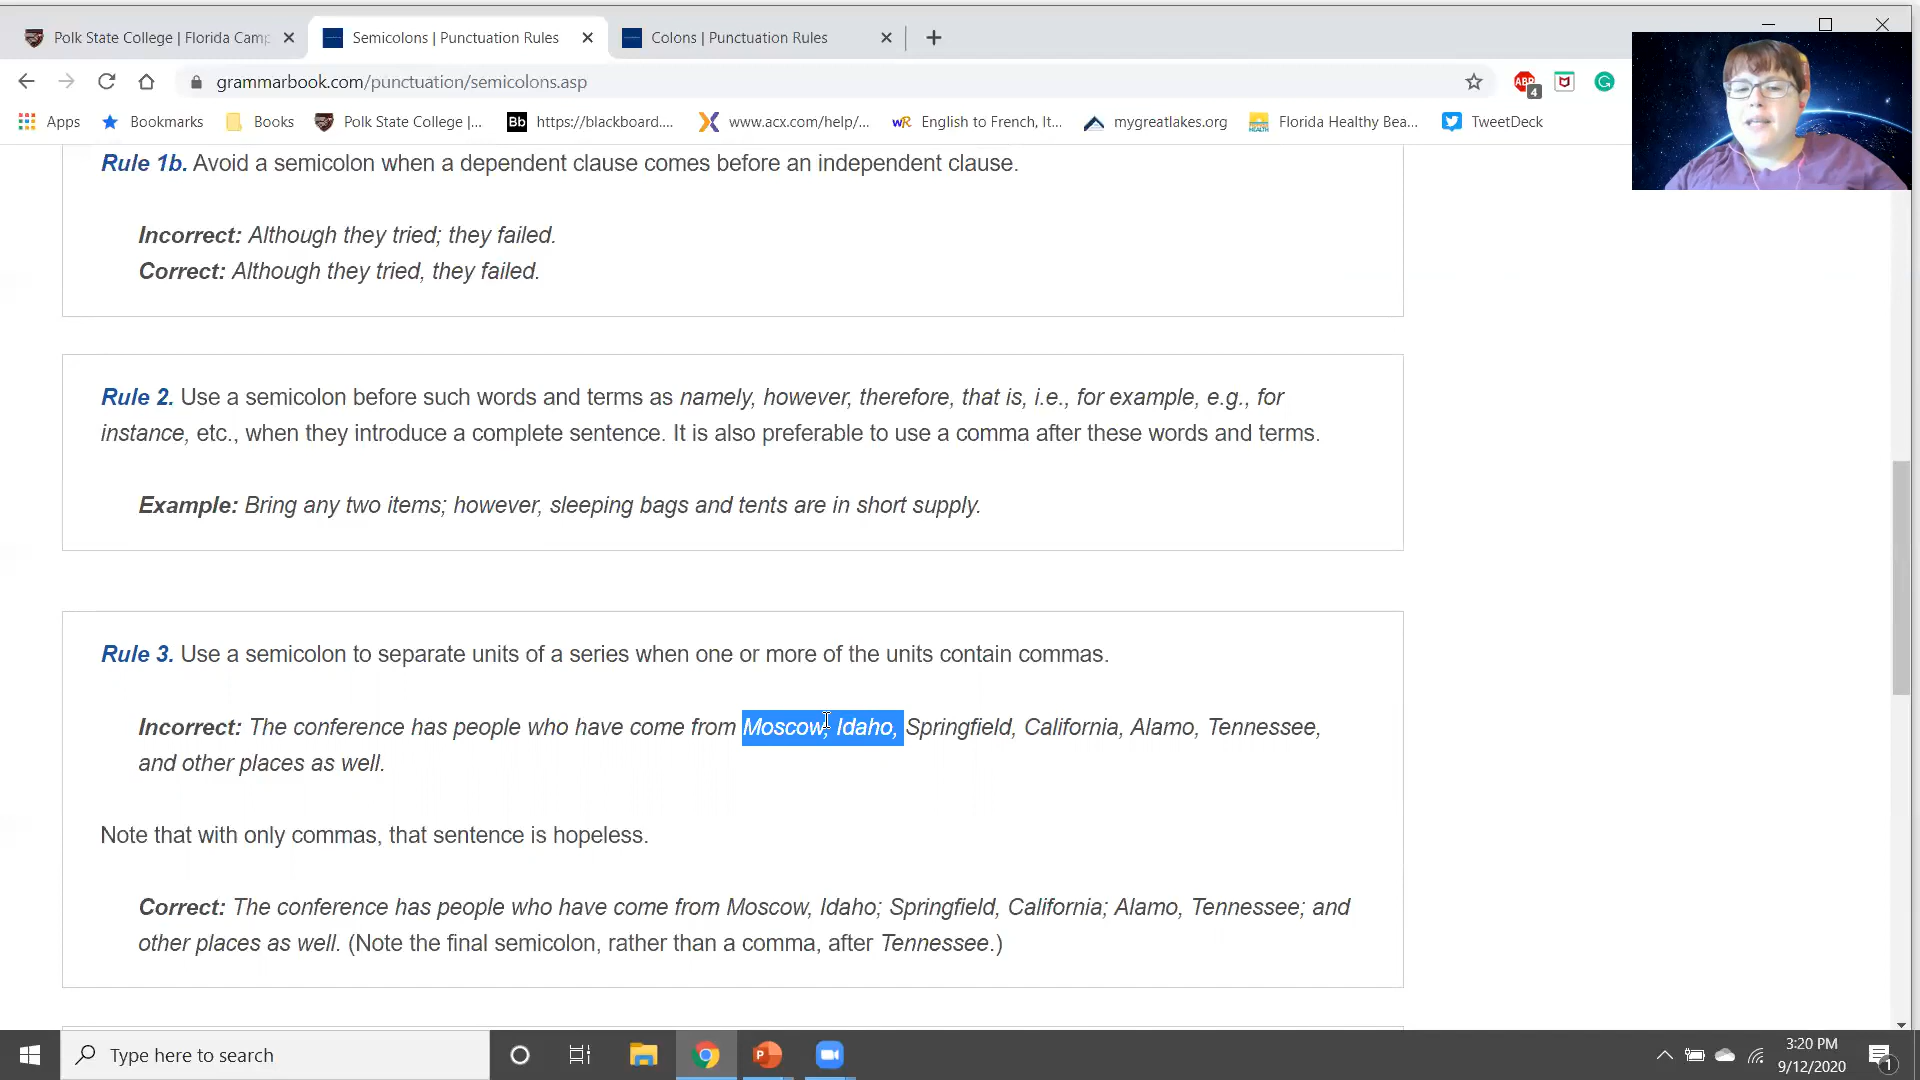 Polk State College | Florida Camp
Semicolons | Punctuation Rules
Colons | Punctuation Rules
grammarbook.com/punctuation/semicolons.asp
ABP
4
G
Apps
Bookmarks
Books
Polk State College |...
Bb
https://blackboard....
www.acx.com/help/...
wR
English to French, It...
mygreatlakes.org
HEALTH
Florida Healthy Bea...
TweetDeck
Rule 1b. Avoid a semicolon when a dependent clause comes before an independent clause.
Incorrect: Although they tried; they failed.
Correct: Although they tried, they failed.
Rule 2. Use a semicolon before such words and terms as namely, however, therefore, that is, i.e., for example, e.g., for
instance, etc., when they introduce a complete sentence. It is also preferable to use a comma after these words and terms.
Example: Bring any two items; however, sleeping bags and tents are in short supply.
Rule 3. Use a semicolon to separate units of a series when one or more of the units contain commas.
Incorrect: The conference has people who have come from Moscow, Idaho, Springfield, California, Alamo, Tennessee,
and other places as well.
Note that with only commas, that sentence is hopeless.
Correct: The conference has people who have come from Moscow, Idaho; Springfield, California; Alamo, Tennessee; and
other places as well. (Note the final semicolon, rather than a comma, after Tennessee.)
Type here to search
P
3:20 PM
9/12/2020
1